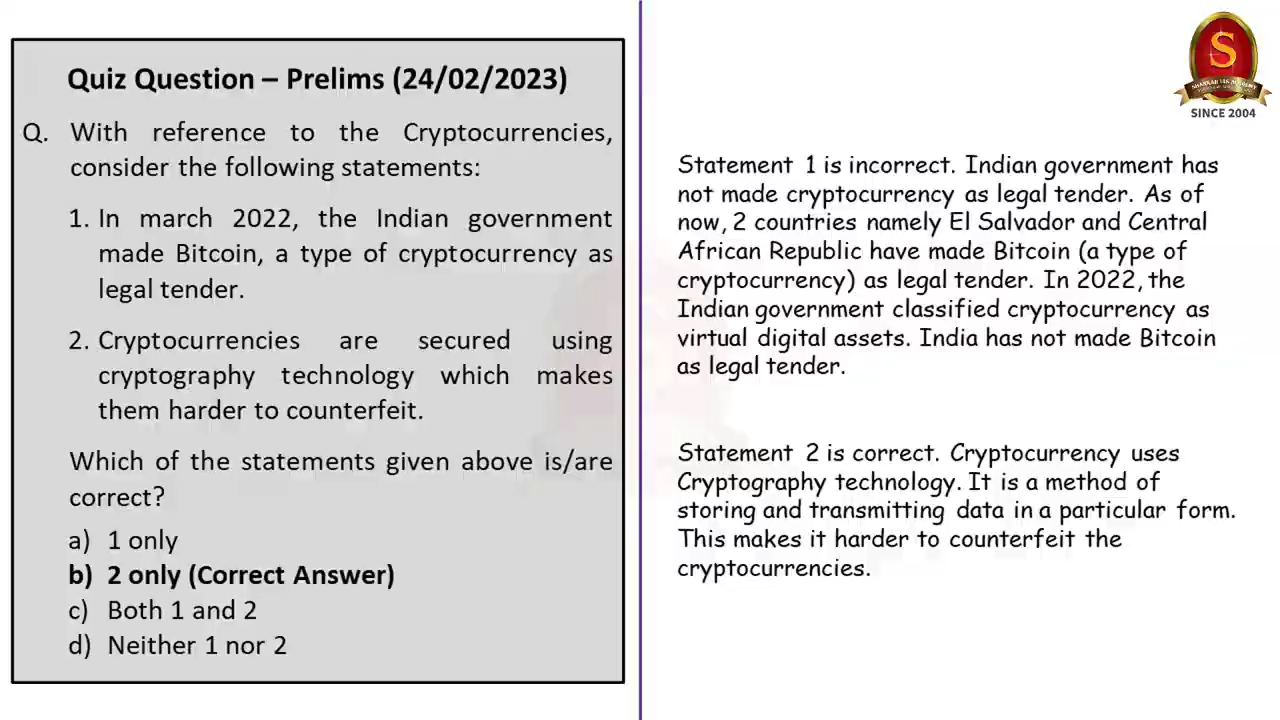 Quiz Question – Prelims (24/02/2023)
Q. With reference to the Cryptocurrencies,
consider the following statements:
1. In march 2022, the Indian government
made Bitcoin, a type of cryptocurrency as
legal tender.
2. Cryptocurrencies are secured using
cryptography technology which makes
them harder to counterfeit.
Which of the statements given above is/are
correct?
a) 1 only
b) 2 only (Correct Answer)
c) Both 1 and 2
d) Neither 1 nor 2
S
SHANKAR IAS ACADEMY
SINCE 2004
Statement 1 is incorrect. Indian government has
not made cryptocurrency as legal tender. As of
now, 2 countries namely El Salvador and Central
African Republic have made Bitcoin (a type of
cryptocurrency) as legal tender. In 2022, the
Indian government classified cryptocurrency as
virtual digital assets. India has not made Bitcoin
as legal tender.
Statement 2 is correct. Cryptocurrency uses
Cryptography technology. It is a method of
storing and transmitting data in a particular form.
This makes it harder to counterfeit the
cryptocurrencies.